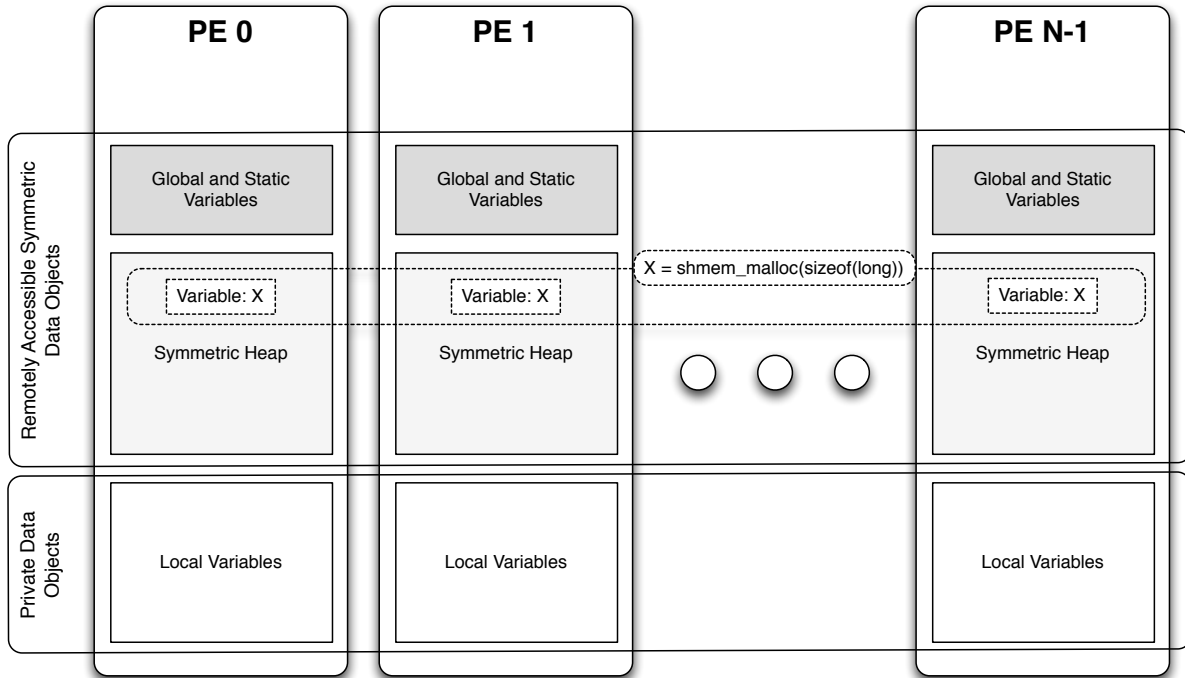 PE 0
PE 1
PE N-1
Remotely Accessible Symmetric
Data Objects
Global and Static
Variables
Global and Static
Variables
Global and Static
Variables
X = shmem_malloc(sizeof(long))
Variable: X
Variable: X
Variable: X
Symmetric Heap
Symmetric Heap
Symmetric Heap
Private Data
Objects
Local Variables
Local Variables
Local Variables